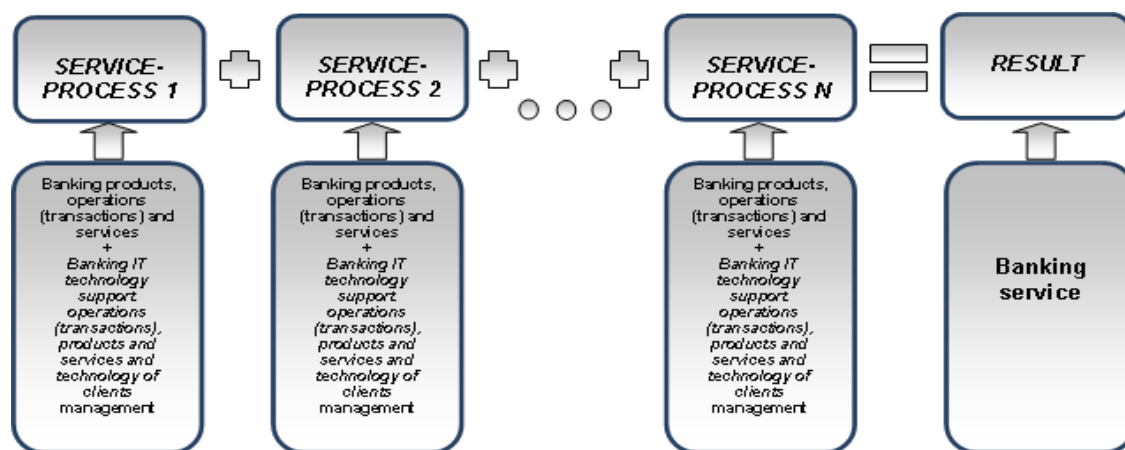 SERVICE-
PROCESS 1
SERVICE-
PROCESS 2
SERVICE-
PROCESS N
RESULT
Banking products,
operations
(transactions) and
services
+
Banking IT
technology
support
operations
(transactions),
products and
services and
technology of
clients
management
Banking products,
operations
(transactions) and
services
+
Banking IT
technology
support
operations
(transactions),
products and
services and
technology of
clients
management
Banking products,
operations
(transactions) and
services
+
Banking IT
technology
support
operations
(transactions),
products and
services and
technology of
clients
management
Banking
service